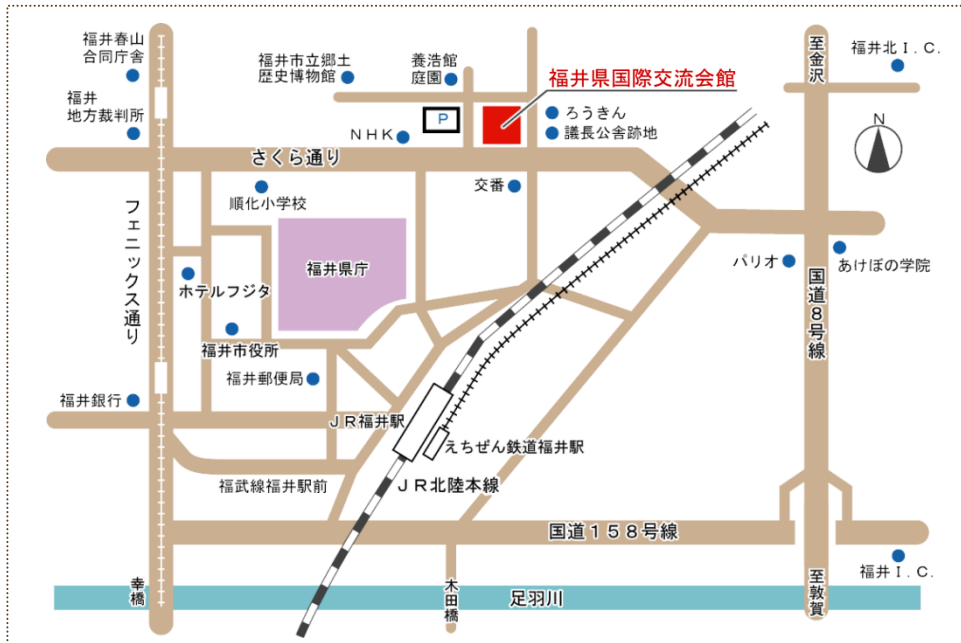 福井春山
合同庁舎
福井
地方裁判所
福井市立郷土
歴史博物館
養浩館
庭園
福井県国際交流会館
至金沢
福井北Ｉ.Ｃ.
Ｐ
ＮＨＫ
ろうきん
議長公舎跡地
Ｎ
さくら通り
順化小学校
交番
フェニックス通り
福井県庁
ホテルフジタ
パリオ
あけぼの学院
国道８号線
福井市役所
福井郵便局
福井銀行
ＪＲ福井駅
えちぜん鉄道福井駅
福武線福井駅前
ＪＲ北陸本線
国道１５８号線
福井Ｉ.Ｃ.
幸橋
木田橋
足羽川
至敦賀